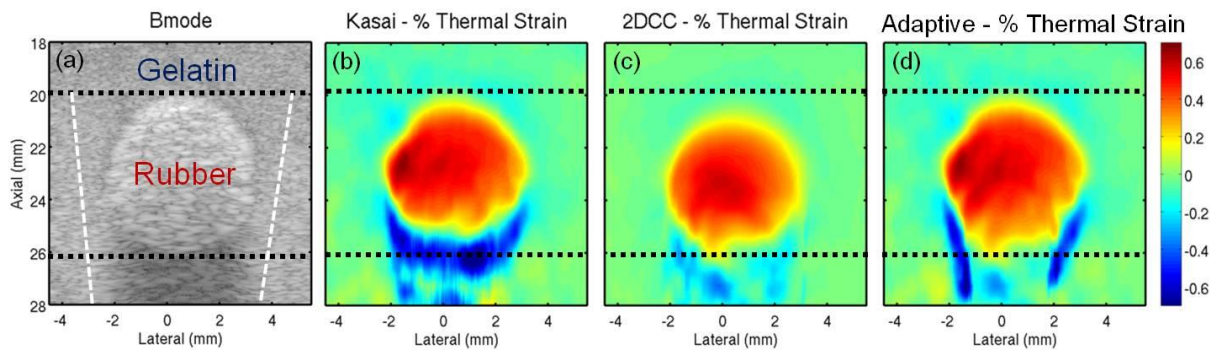 Bmode
Kasai - % Thermal Strain
2DCC - % Thermal Strain
Adaptive - % Thermal Strain
(a)
Gelatin
Rubber
(b)
(c)
(d)
Axial (mm)
18
20
22
24
26
28
-4 -2 0 2 4
Lateral (mm)
-4 -2 0 2 4
Lateral (mm)
-4 -2 0 2 4
Lateral (mm)
-4 -2 0 2 4
Lateral (mm)
0.6
0.4
0.2
0
-0.2
-0.4
-0.6